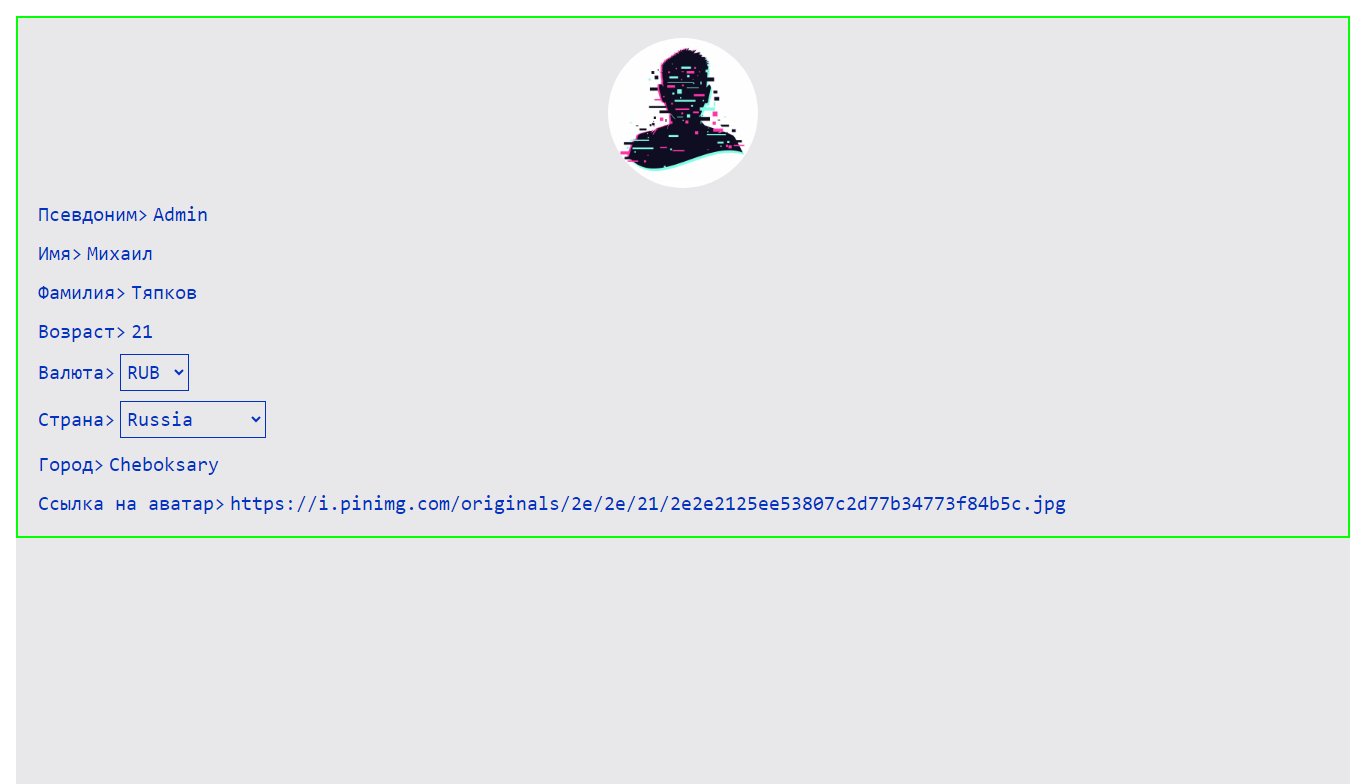 Псевдоним> Admin
Имя> Михаил
Фамилия> Тяпков
Возраст> 21
Валюта> RUB
Страна> Russia
Город> Cheboksary
Ссылка на аватар> https://i.pinimg.com/originals/2e/2e/21/2e2e2125ee53807c2d77b34773f84b5c.jpg